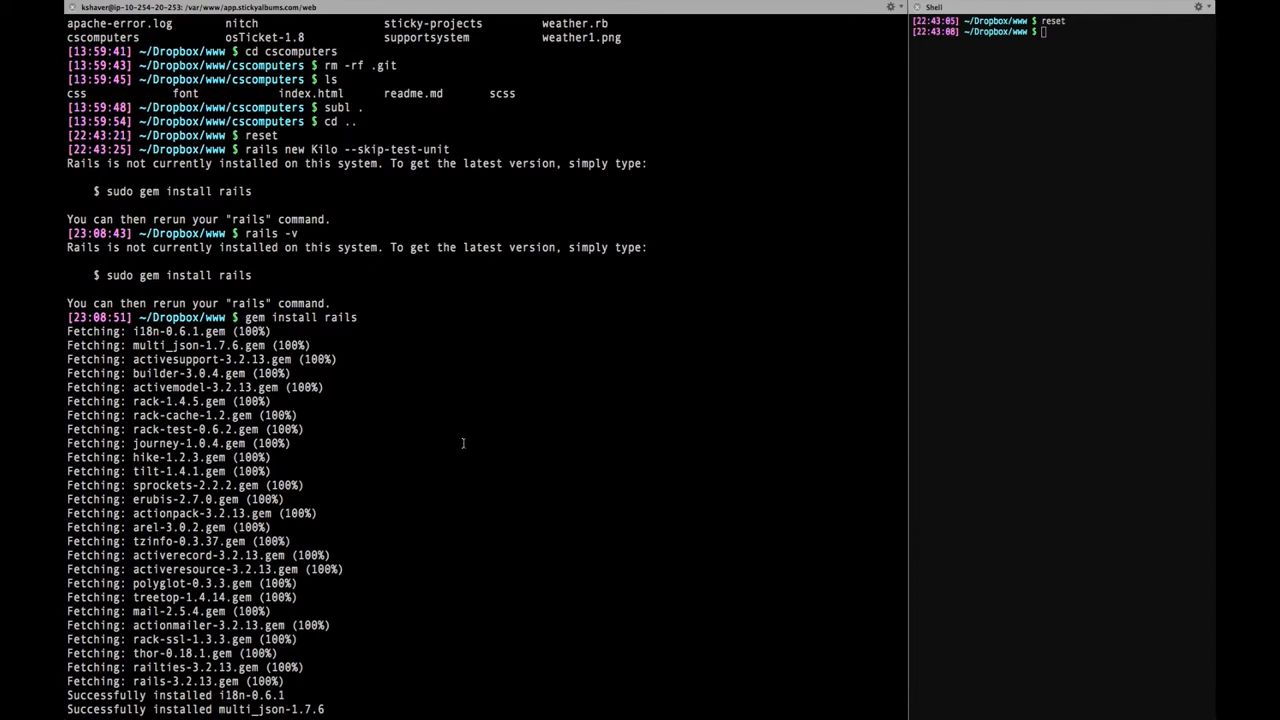 kshaver@ip-10-254-20-253: /var/www/app.stickyalbums.com/web
apache-error.log nitch sticky-projects weather.rb
cscomputers osTicket-1.8 supportsystem weather1.png
[13:59:41] ~/Dropbox/www $ cd cscomputers
[13:59:43] ~/Dropbox/www/cscomputers $ rm -rf .git
[13:59:45] ~/Dropbox/www/cscomputers $ ls
css font index.html readme.md scss
[13:59:48] ~/Dropbox/www/cscomputers $ subl .
[13:59:54] ~/Dropbox/www/cscomputers $ cd ..
[22:43:21] ~/Dropbox/www $ reset
[22:43:25] ~/Dropbox/www $ rails new Kilo --skip-test-unit
Rails is not currently installed on this system. To get the latest version, simply type:
$ sudo gem install rails
You can then rerun your "rails" command.
[23:08:43] ~/Dropbox/www $ rails -v
Rails is not currently installed on this system. To get the latest version, simply type:
$ sudo gem install rails
You can then rerun your "rails" command.
[23:08:51] ~/Dropbox/www $ gem install rails
Fetching: i18n-0.6.1.gem (100%)
Fetching: multi_json-1.7.6.gem (100%)
Fetching: activesupport-3.2.13.gem (100%)
Fetching: builder-3.0.4.gem (100%)
Fetching: activemodel-3.2.13.gem (100%)
Fetching: rack-1.4.5.gem (100%)
Fetching: rack-cache-1.2.gem (100%)
Fetching: rack-test-0.6.2.gem (100%)
Fetching: journey-1.0.4.gem (100%)
Fetching: hike-1.2.3.gem (100%)
Fetching: tilt-1.4.1.gem (100%)
Fetching: sprockets-2.2.2.gem (100%)
Fetching: erubis-2.7.0.gem (100%)
Fetching: actionpack-3.2.13.gem (100%)
Fetching: arel-3.0.2.gem (100%)
Fetching: tzinfo-0.3.37.gem (100%)
Fetching: activerecord-3.2.13.gem (100%)
Fetching: activeresource-3.2.13.gem (100%)
Fetching: polyglot-0.3.3.gem (100%)
Fetching: treetop-1.4.14.gem (100%)
Fetching: mail-2.5.4.gem (100%)
Fetching: actionmailer-3.2.13.gem (100%)
Fetching: rack-ssl-1.3.3.gem (100%)
Fetching: thor-0.18.1.gem (100%)
Fetching: railties-3.2.13.gem (100%)
Fetching: rails-3.2.13.gem (100%)
Successfully installed i18n-0.6.1
Successfully installed multi_json-1.7.6
Shell
[22:43:05] ~/Dropbox/www $ reset
[22:43:08] ~/Dropbox/www $